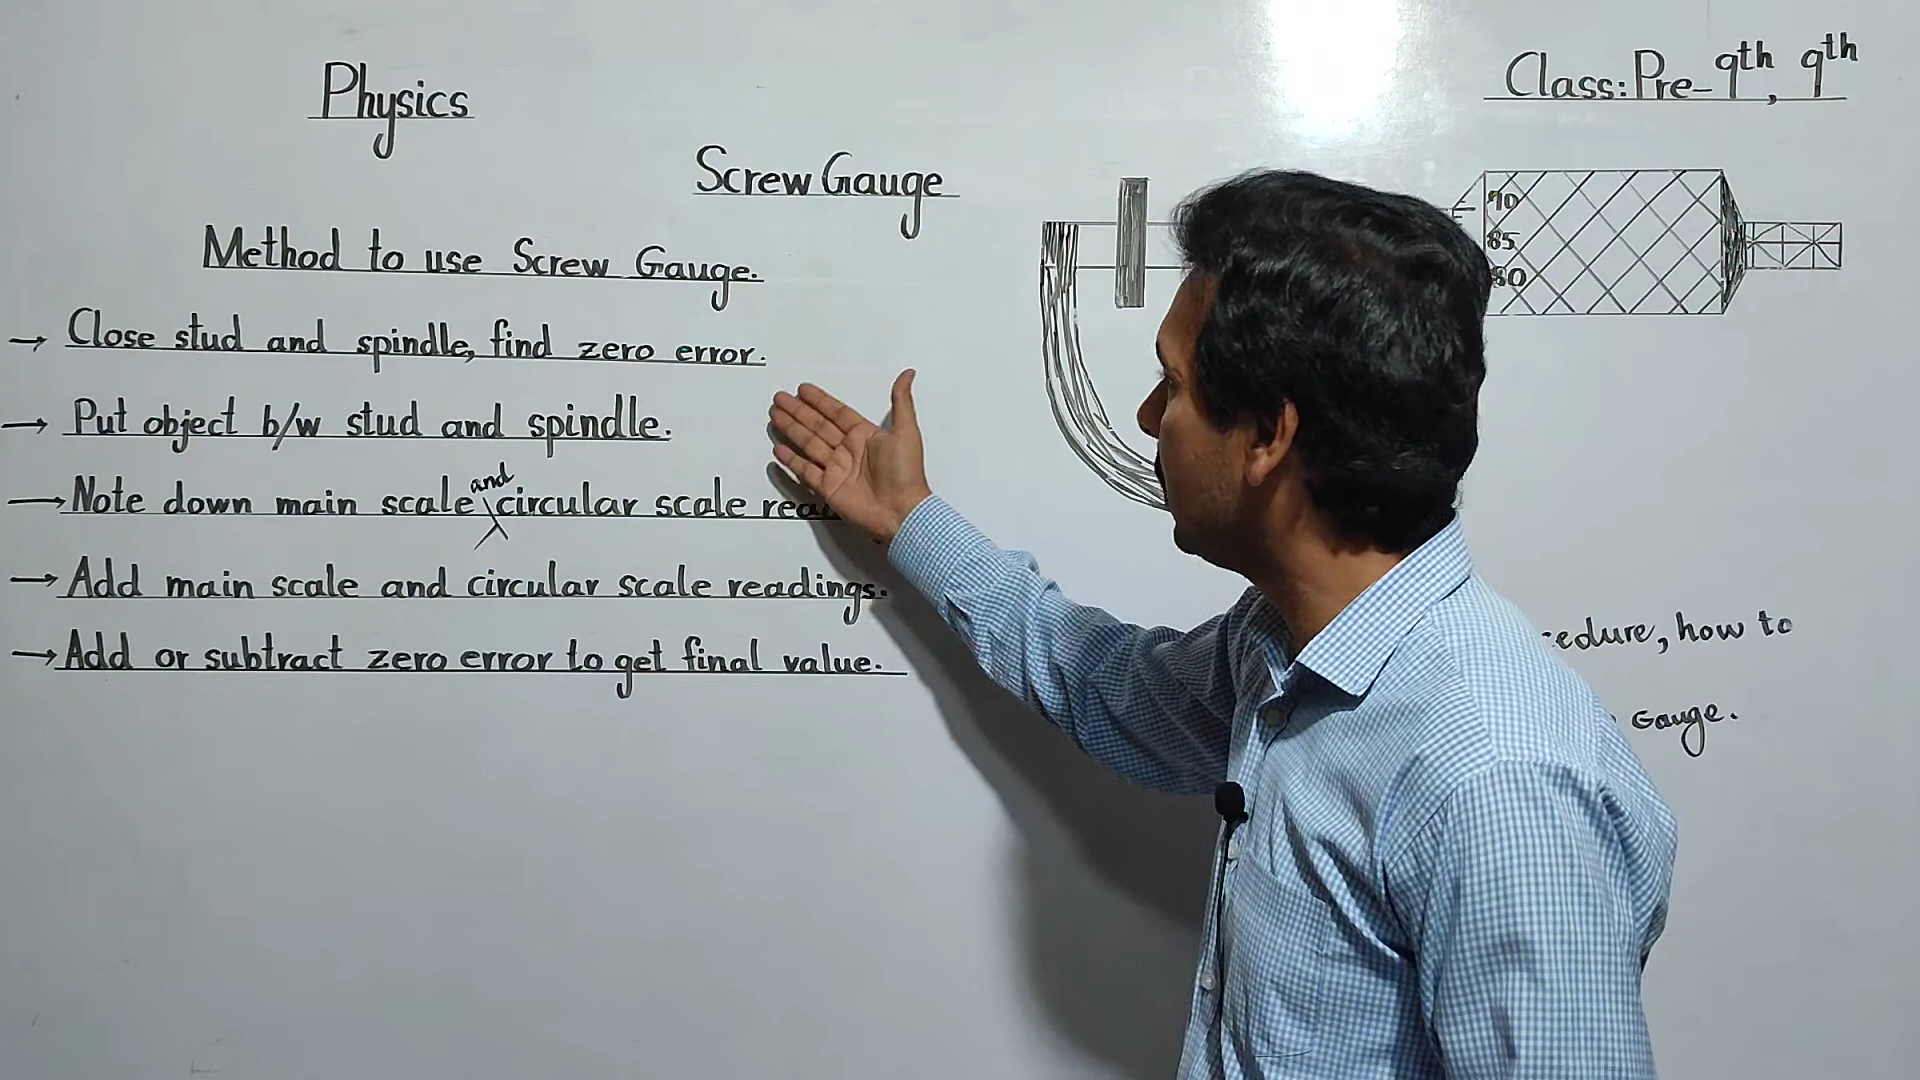 Physics
Class: Pre-9th, 9th
Screw Gauge
Method to use Screw Gauge.
→ Close stud and spindle, find zero error.
→ Put object b/w stud and spindle.
→ Note down main scale and circular scale
→ Add main scale and circular scale readings.
→ Add or subtract zero error to get final value.
90
85
80
how to
Gauge.